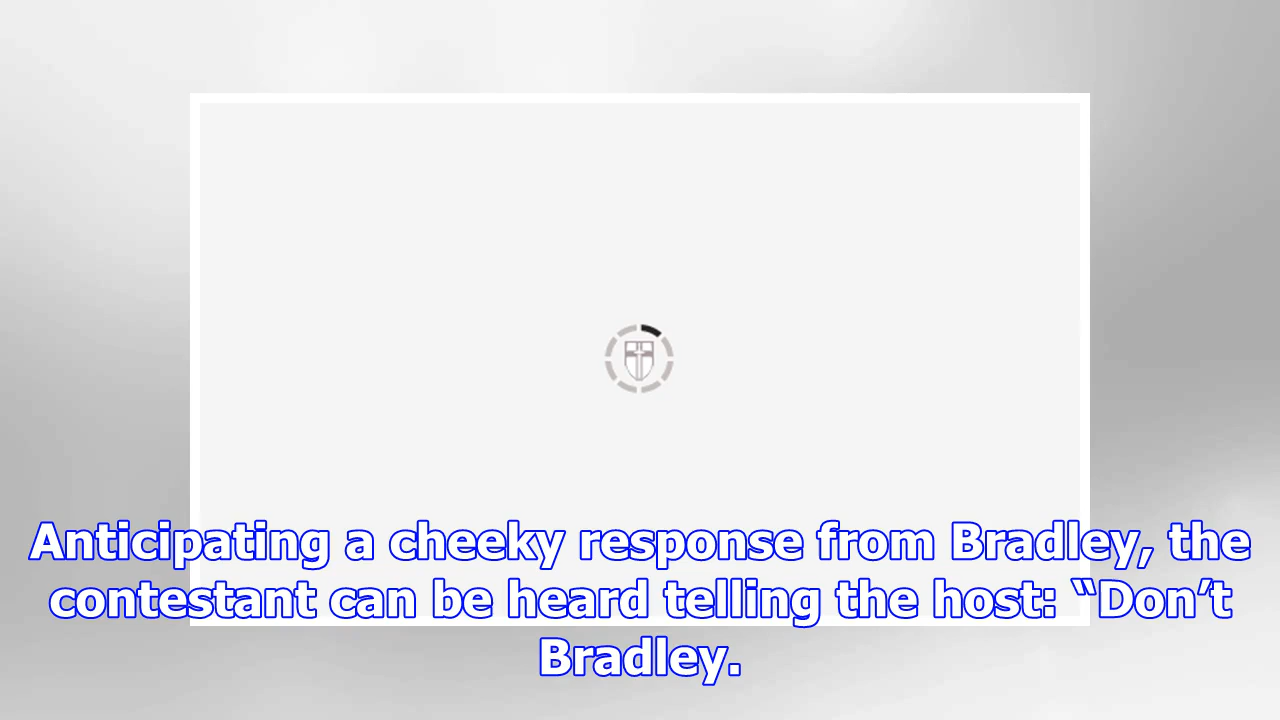 Anticipating a cheeky response from Bradley, the
contestant can be heard telling the host: “Don’t
Bradley.